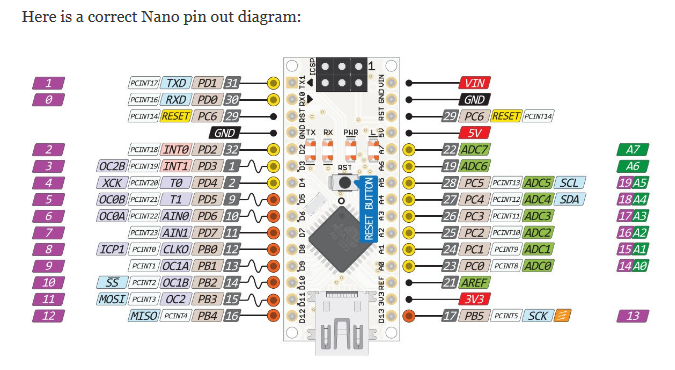 Here is a correct Nano pin out diagram:
ICSP 1
1 PCINT17 TXD PD1 31 TX1 VIN VIN
0 PCINT16 RXD PD0 30 RX0 GND GND
PCINT14 RESET PC6 29 RST RST 29 PC6 RESET PCINT14
GND GND 5V 5V
TX RX PWR L
2 PCINT18 INT0 PD2 32 D2 A7 22 ADC7 A7
3 OC2B PCINT19 INT1 PD3 1 D3 A6 19 ADC6 A6
RST
4 XCK PCINT20 T0 PD4 2 D4 A5 28 PC5 PCINT13 ADC5 SCL 19 A5
5 OC0B PCINT21 T1 PD5 9 D5 A4 27 PC4 PCINT12 ADC4 SDA 18 A4
6 OC0A PCINT22 AIN0 PD6 10 D6 A3 26 PC3 PCINT11 ADC3 17 A3
7 PCINT23 AIN1 PD7 11 D7 A2 25 PC2 PCINT10 ADC2 16 A2
8 ICP1 PCINT0 CLKO PB0 12 D8 A1 24 PC1 PCINT9 ADC1 15 A1
9 PCINT1 OC1A PB1 13 D9 A0 23 PC0 PCINT8 ADC0 14 A0
10 SS PCINT2 OC1B PB2 14 D10 REF 21 AREF
11 MOSI PCINT3 OC2 PB3 15 D11 3V3 3V3
12 MISO PCINT4 PB4 16 D12 D13 17 PB5 PCINT5 SCK 13
RESET BUTTON